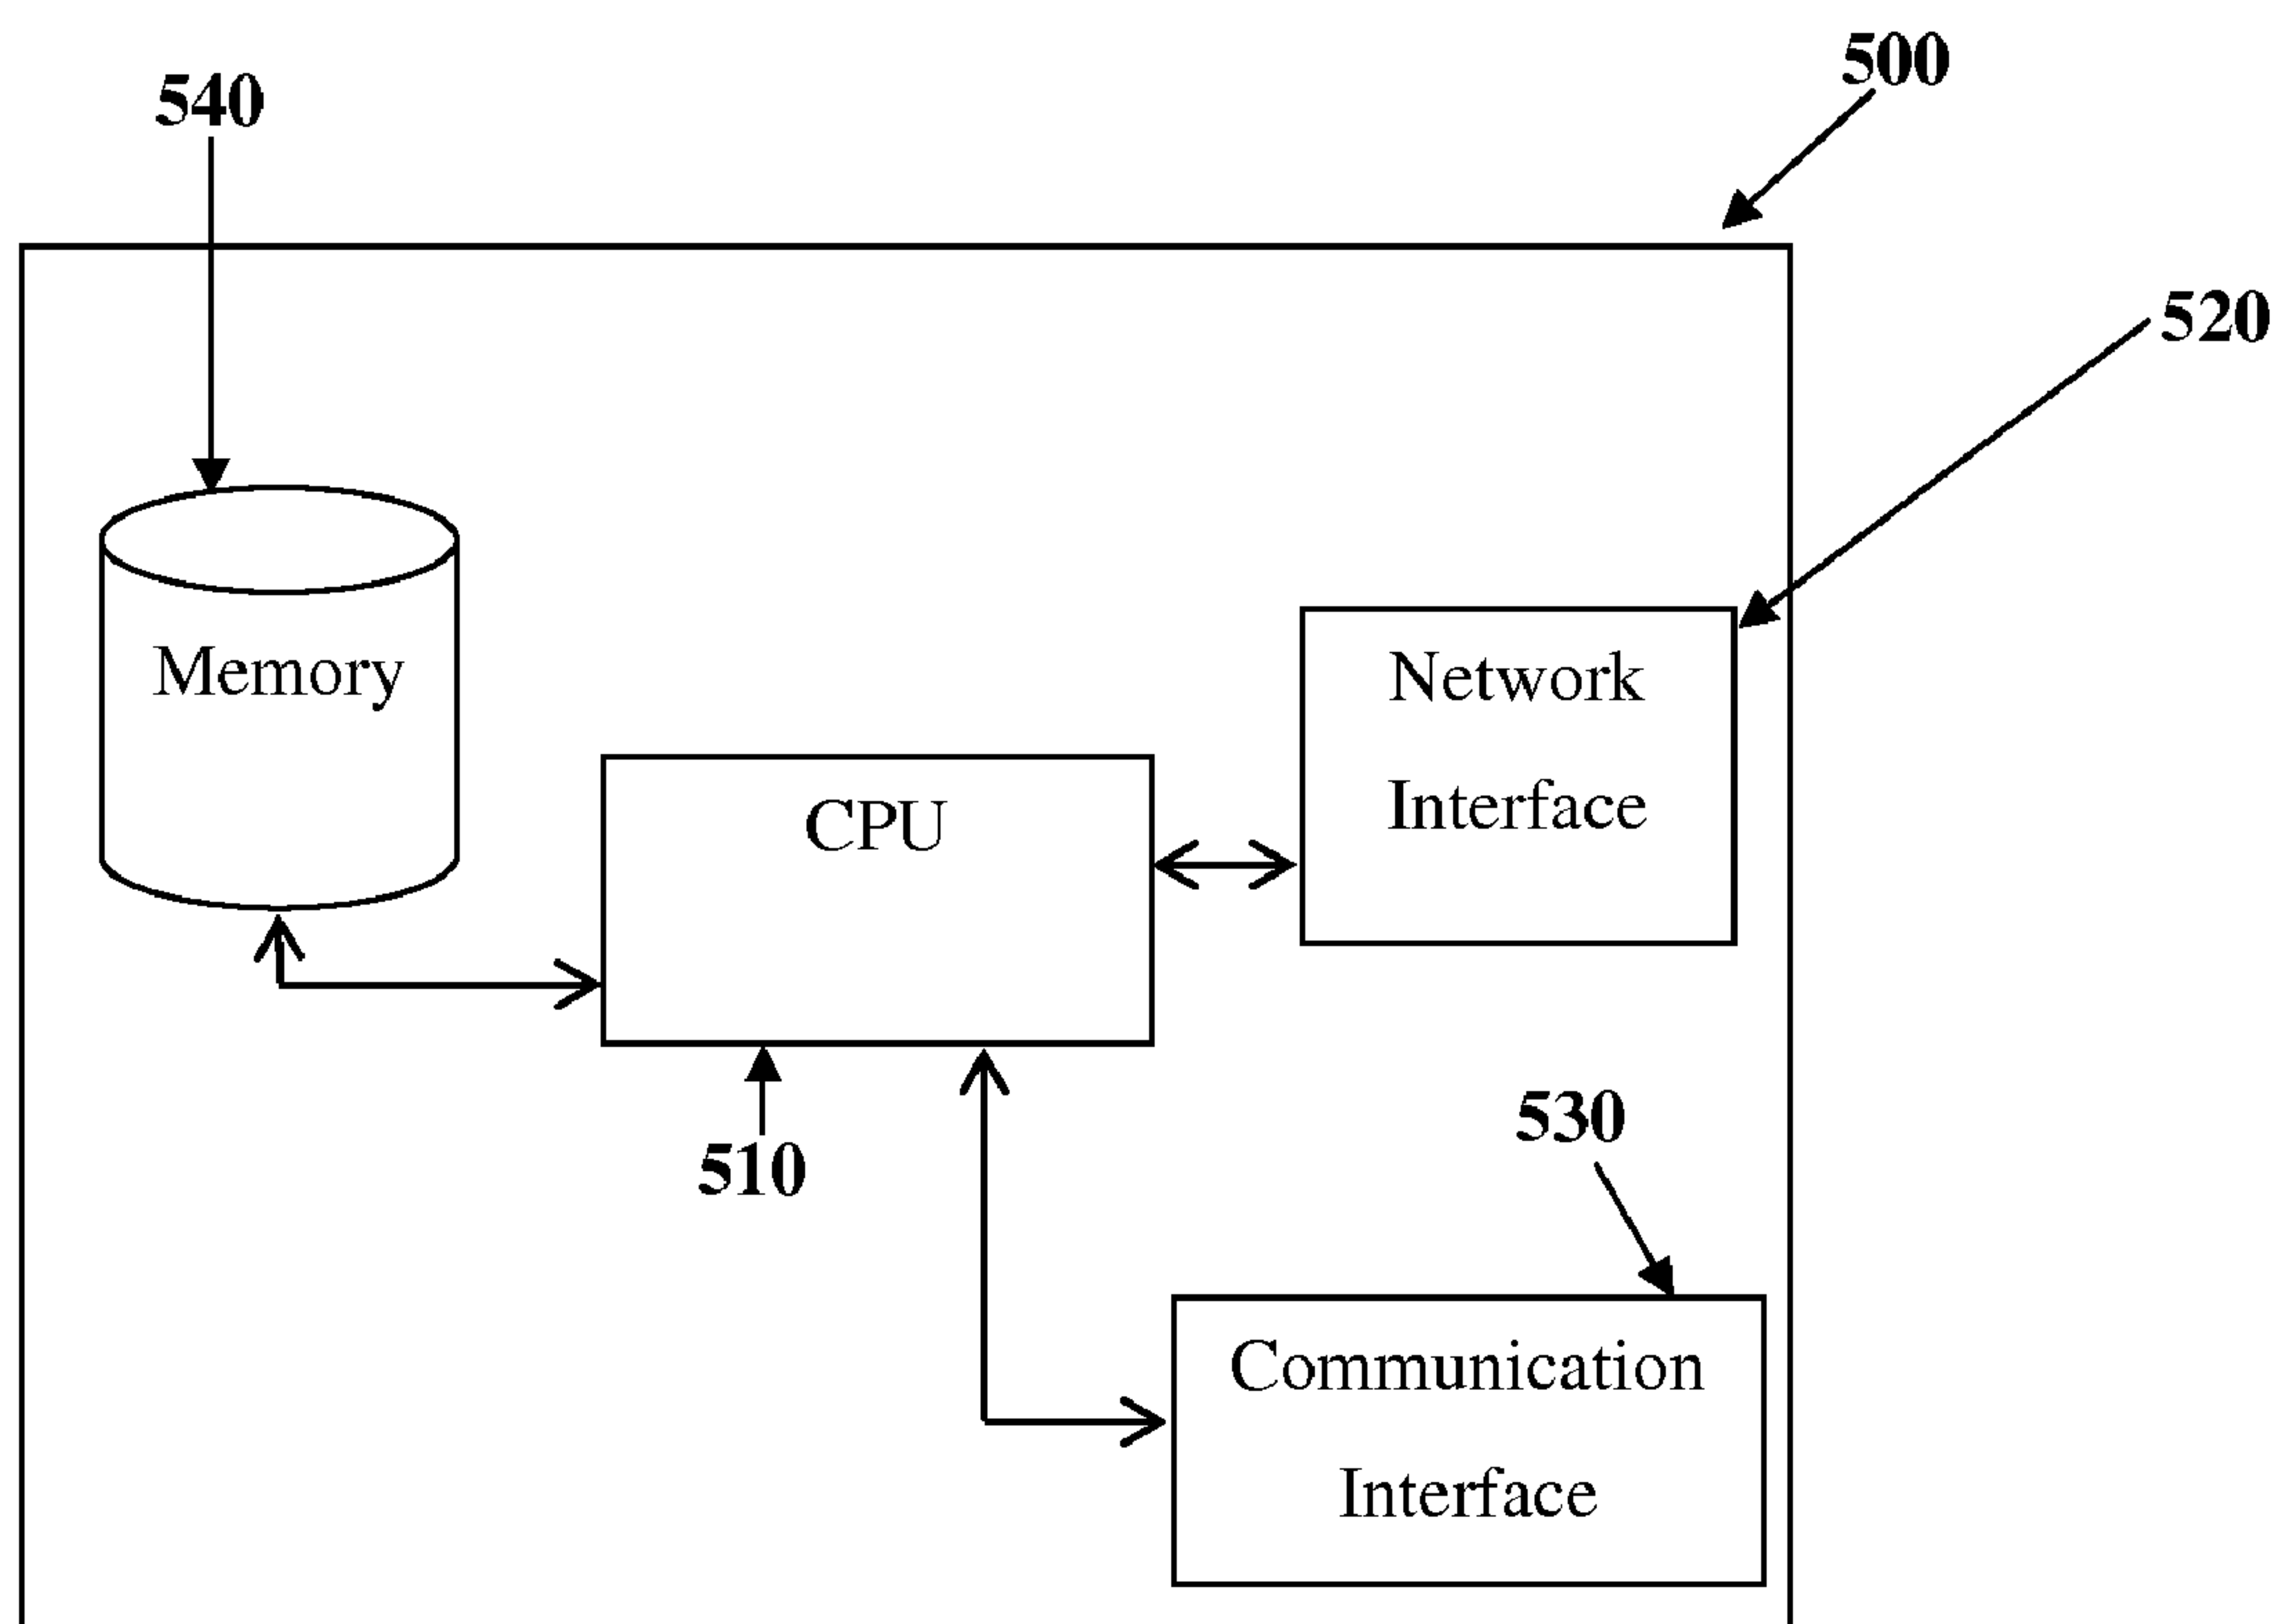 500
540
520
Memory
Network
Interface
CPU
510
530
Communication
Interface